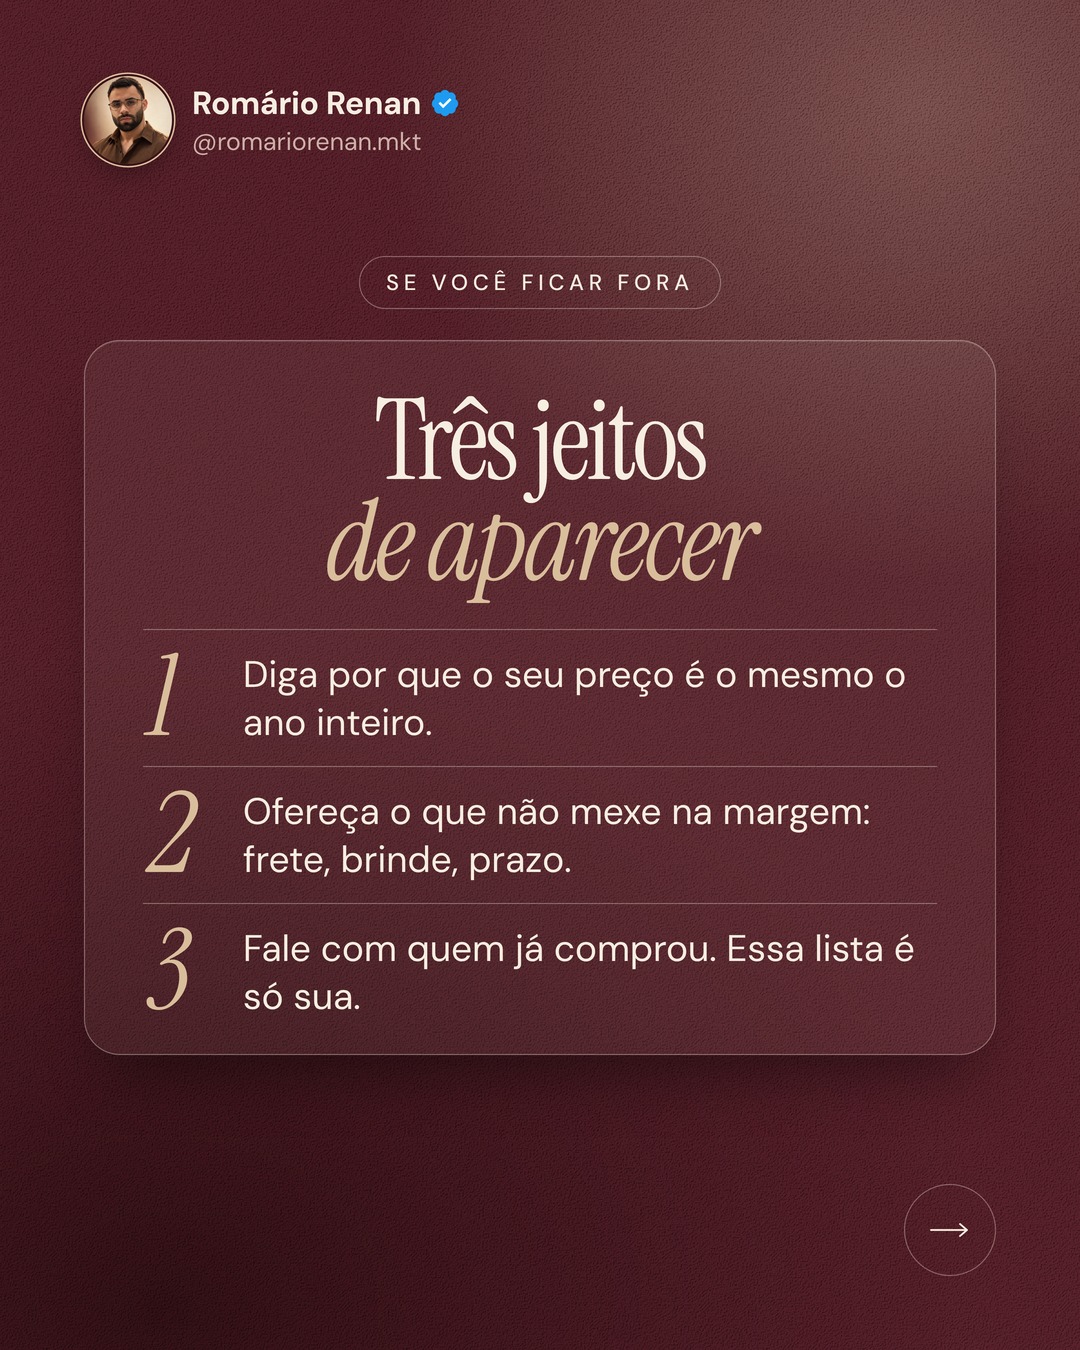 Romário Renan
@romariorenan.mkt
SE VOCÊ FICAR FORA
Três jeitos
de aparecer
1
Diga por que o seu preço é o mesmo o
ano inteiro.
2
Ofereça o que não mexe na margem:
frete, brinde, prazo.
3
Fale com quem já comprou. Essa lista é
só sua.